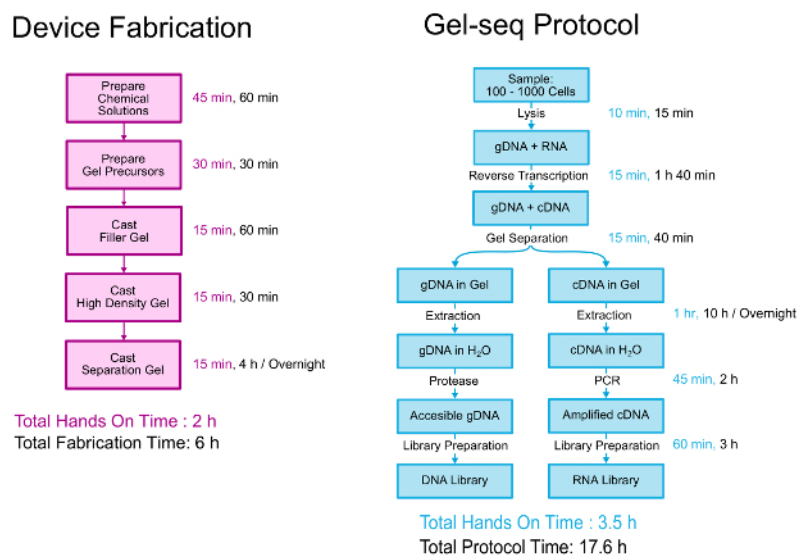 Device Fabrication
Prepare
Chemical
Solutions
45 min, 60 min
Prepare
Gel Precursors
30 min, 30 min
Cast
Filler Gel
15 min, 60 min
Cast
High Density Gel
15 min, 30 min
Cast
Separation Gel
15 min, 4 h / Overnight
Total Hands On Time : 2 h
Total Fabrication Time: 6 h
Gel-seq Protocol
Sample:
100 - 1000 Cells
Lysis
10 min, 15 min
gDNA + RNA
Reverse Transcription
15 min, 1 h 40 min
gDNA + cDNA
Gel Separation
15 min, 40 min
gDNA in Gel
cDNA in Gel
Extraction
Extraction
1 hr, 10 h / Overnight
gDNA in H₂O
cDNA in H₂O
Protease
PCR
45 min, 2 h
Accesible gDNA
Amplified cDNA
Library Preparation
Library Preparation
60 min, 3 h
DNA Library
RNA Library
Total Hands On Time : 3.5 h
Total Protocol Time: 17.6 h